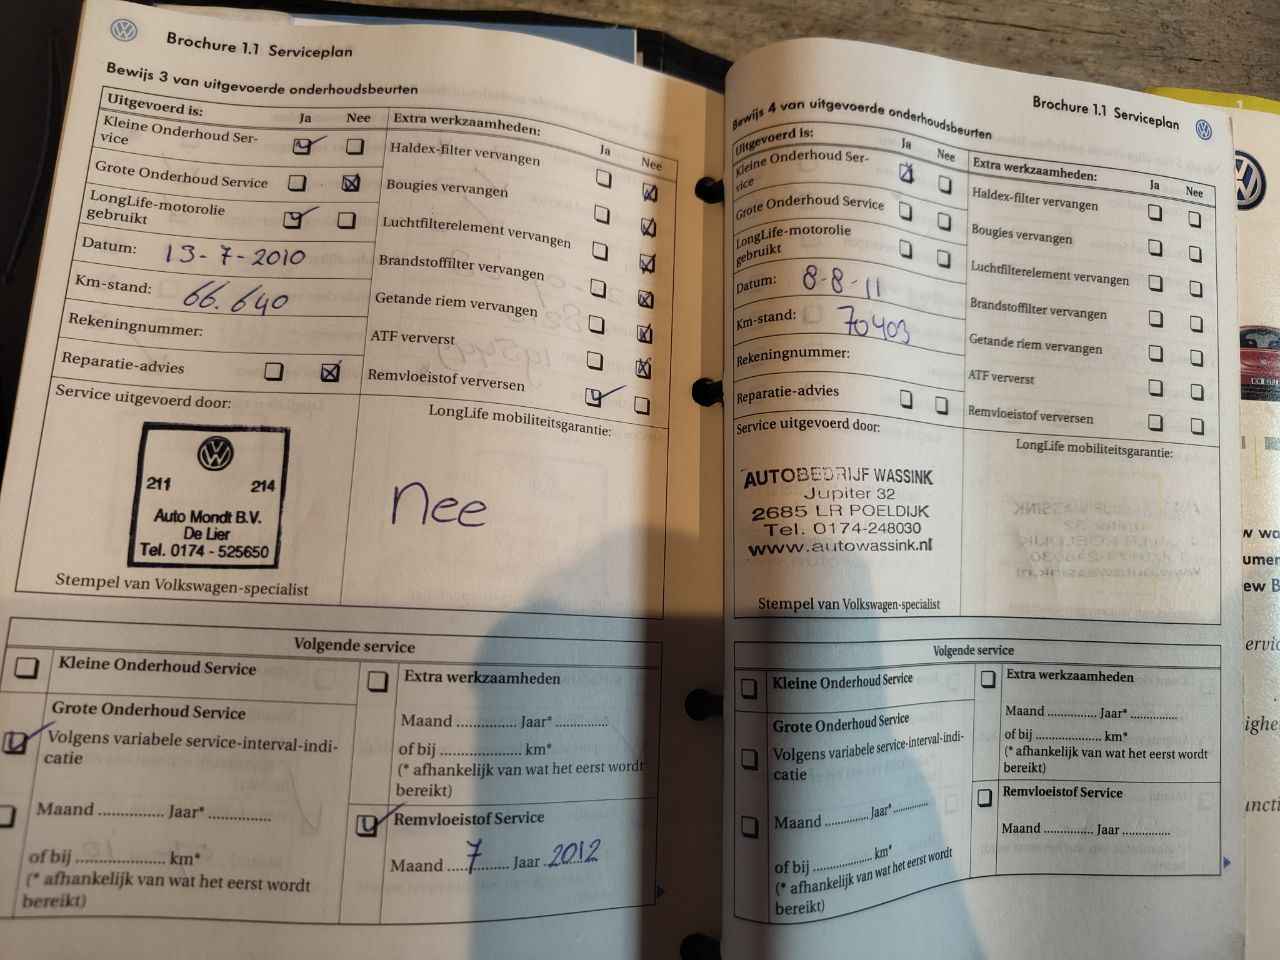 Brochure 1.1 Serviceplan
Bewijs 3 van uitgevoerde onderhoudsbeurten
Uitgevoerd is:
Ja
Nee
Kleine Onderhoud Ser-
vice
Grote Onderhoud Service
LongLife-motorolie
gebruikt
Datum: 13-7-2010
Km-stand: 66.640
Rekeningnummer:
Reparatie-advies
Extra werkzaamheden:
Ja
Nee
Haldex-filter vervangen
Bougies vervangen
Luchtfilterelement vervangen
Brandstoffilter vervangen
Getande riem vervangen
ATF ververst
Remvloeistof verversen
Service uitgevoerd door:
211 214
Auto Mondt B.V.
De Lier
Tel. 0174 - 525650
Stempel van Volkswagen-specialist
LongLife mobiliteitsgarantie:
nee
Volgende service
Kleine Onderhoud Service
Grote Onderhoud Service
Volgens variabele service-interval-indi-
catie
Maand ............... Jaar* ...............
of bij ..................... km*
(* afhankelijk van wat het eerst wordt
bereikt)
Extra werkzaamheden
Maand .............. Jaar* .............
of bij ................... km*
(* afhankelijk van wat het eerst wordt
bereikt)
Remvloeistof Service
Maand 7 Jaar 2012
Brochure 1.1 Serviceplan
Bewijs 4 van uitgevoerde onderhoudsbeurten
Uitgevoerd is:
Ja
Nee
Kleine Onderhoud Ser-
vice
Grote Onderhoud Service
LongLife-motorolie
gebruikt
Datum: 8-8-11
Km-stand: 70403
Rekeningnummer:
Reparatie-advies
Extra werkzaamheden:
Ja
Nee
Haldex-filter vervangen
Bougies vervangen
Luchtfilterelement vervangen
Brandstoffilter vervangen
Getande riem vervangen
ATF ververst
Remvloeistof verversen
Service uitgevoerd door:
AUTOBEDRIJF WASSINK
Jupiter 32
2685 LR POELDIJK
Tel. 0174-248030
www.autowassink.nl
Stempel van Volkswagen-specialist
LongLife mobiliteitsgarantie:
Volgende service
Kleine Onderhoud Service
Grote Onderhoud Service
Volgens variabele service-interval-indi-
catie
Maand .............. Jaar* .............
of bij ................... km*
(* afhankelijk van wat het eerst wordt
bereikt)
Extra werkzaamheden
Maand .............. Jaar* .............
of bij ................... km*
(* afhankelijk van wat het eerst wordt
bereikt)
Remvloeistof Service
Maand .............. Jaar .............